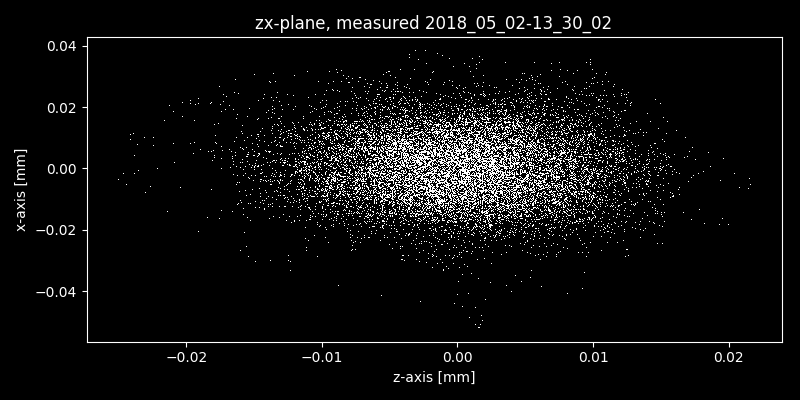 zx-plane, measured 2018_05_02-13_30_02
0.04
0.02
0.00
−0.02
−0.04
x-axis [mm]
−0.02 −0.01 0.00 0.01 0.02
z-axis [mm]